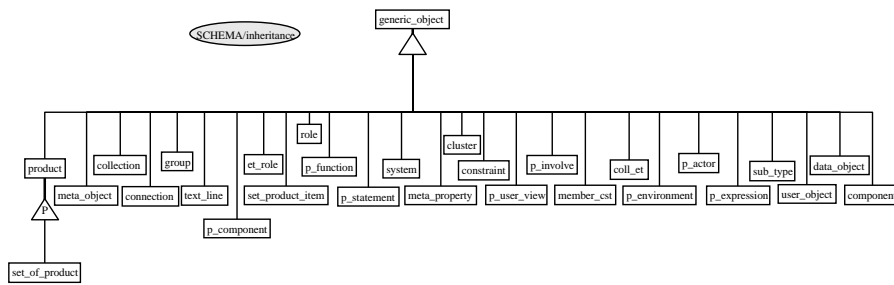 generic_object
SCHEMA/inheritance
role
cluster
product
collection
group
et_role
p_function
system
constraint
p_involve
coll_et
p_actor
sub_type
data_object
meta_object
connection
text_line
set_product_item
p_statement
meta_property
p_user_view
member_cst
p_environment
p_expression
user_object
component
P
p_component
set_of_product